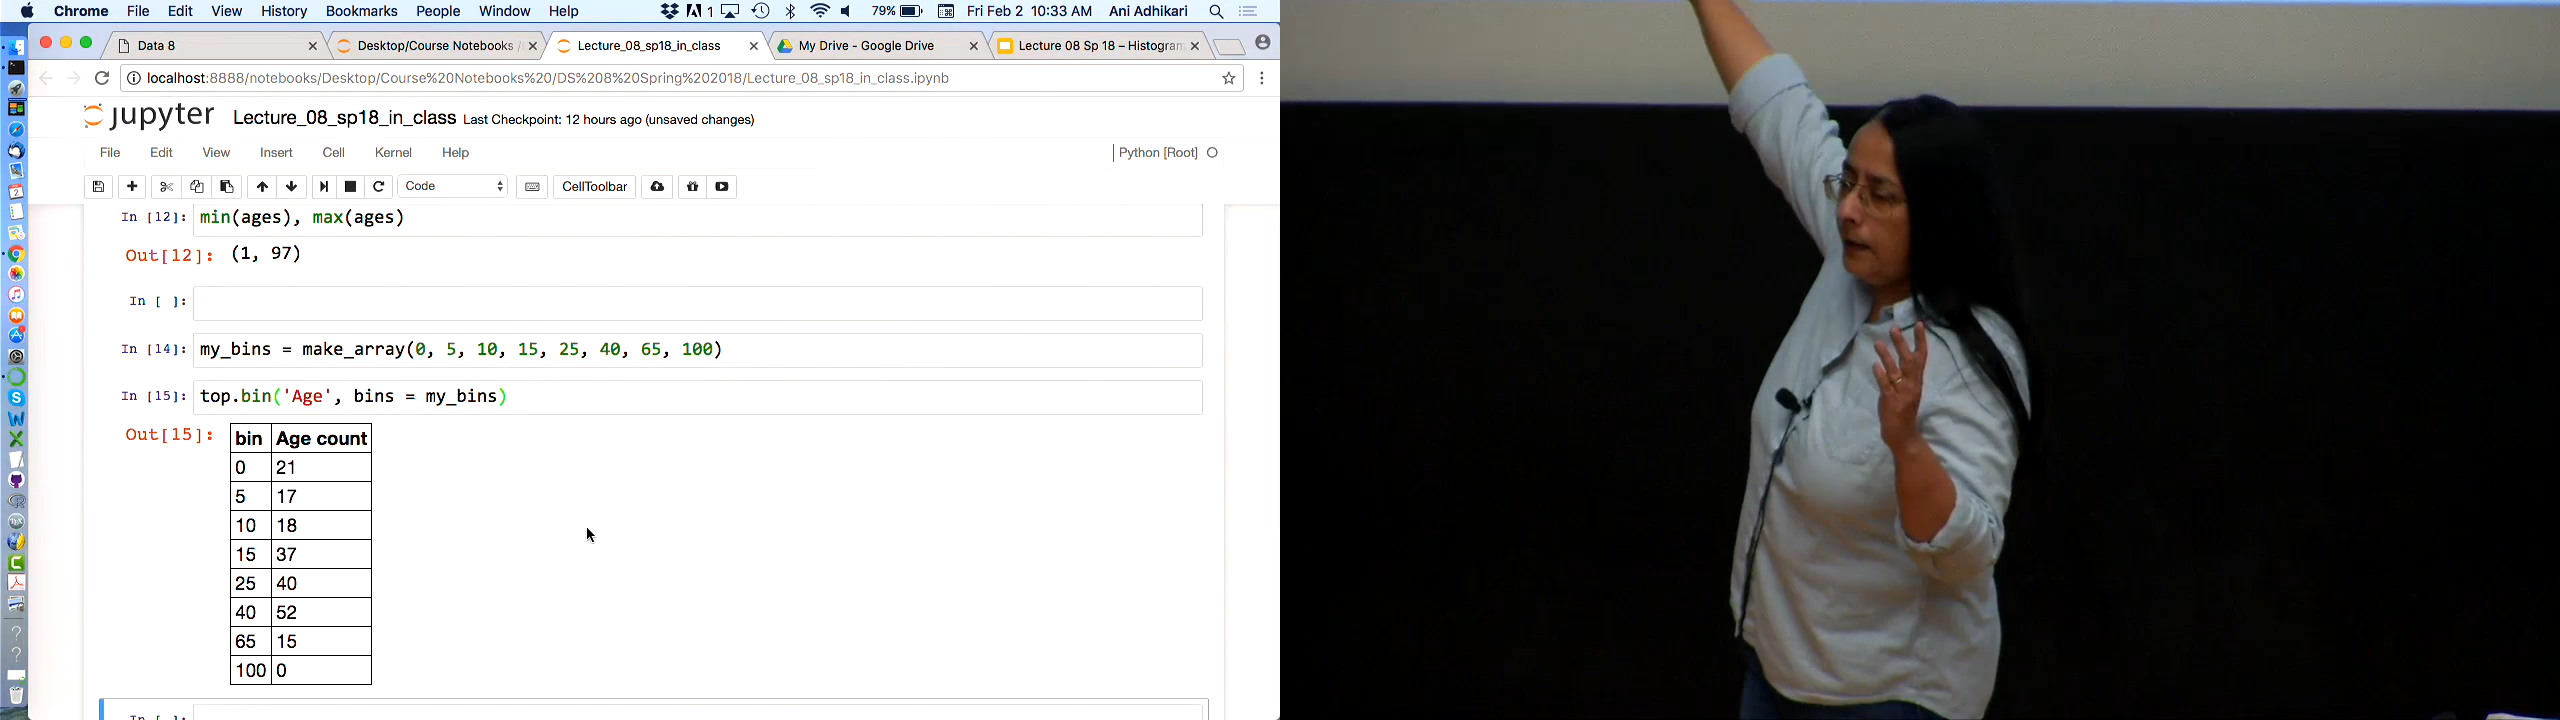 Chrome File Edit View History Bookmarks People Window Help 1 79% Fri Feb 2 10:33 AM Ani Adhikari
Data 8 Desktop/Course Notebooks Lecture_08_sp18_in_class My Drive - Google Drive Lecture 08 Sp 18 – Histogram
localhost:8888/notebooks/Desktop/Course%20Notebooks%20/DS%208%20Spring%202018/Lecture_08_sp18_in_class.ipynb
jupyter Lecture_08_sp18_in_class Last Checkpoint: 12 hours ago (unsaved changes)
File Edit View Insert Cell Kernel Help Python [Root]
Code CellToolbar
In [12]: min(ages), max(ages)
Out[12]: (1, 97)
In [ ]:
In [14]: my_bins = make_array(0, 5, 10, 15, 25, 40, 65, 100)
In [15]: top.bin('Age', bins = my_bins)
Out[15]:
bin Age count
0 21
5 17
10 18
15 37
25 40
40 52
65 15
100 0
In [ ]: